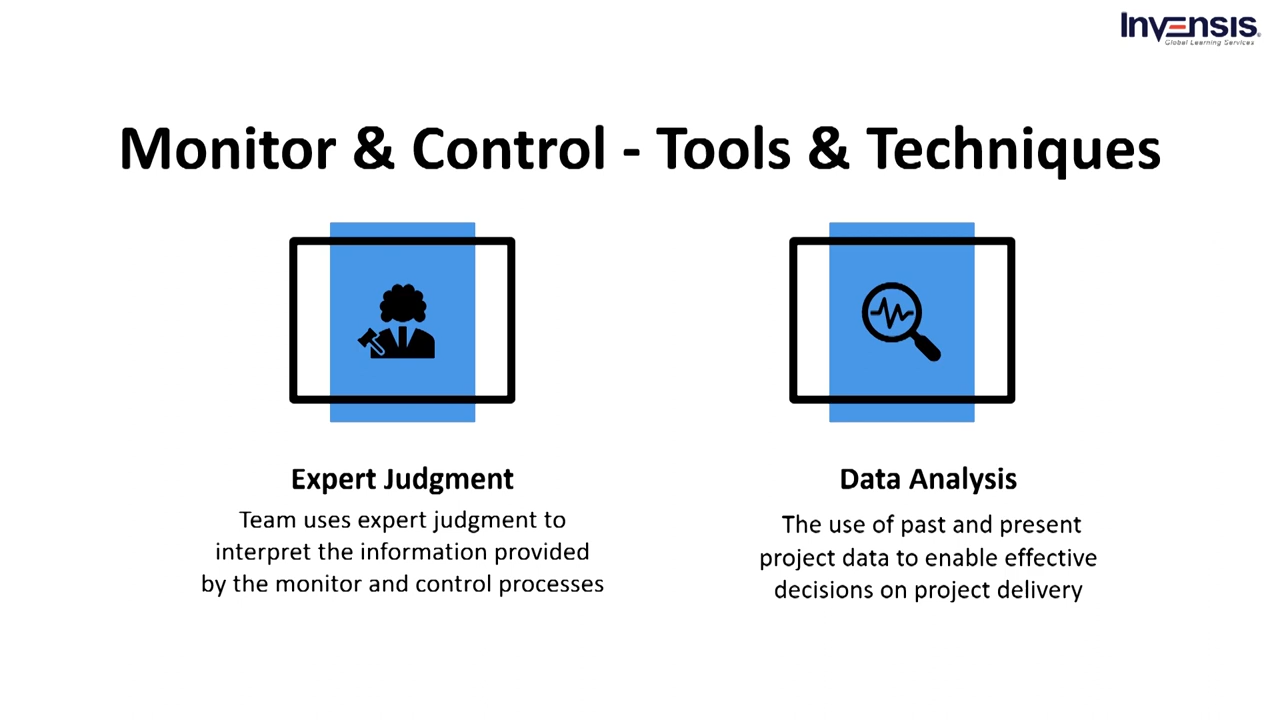 Invensis
Global Learning Services
Monitor & Control - Tools & Techniques
Expert Judgment
Team uses expert judgment to
interpret the information provided
by the monitor and control processes
Data Analysis
The use of past and present
project data to enable effective
decisions on project delivery